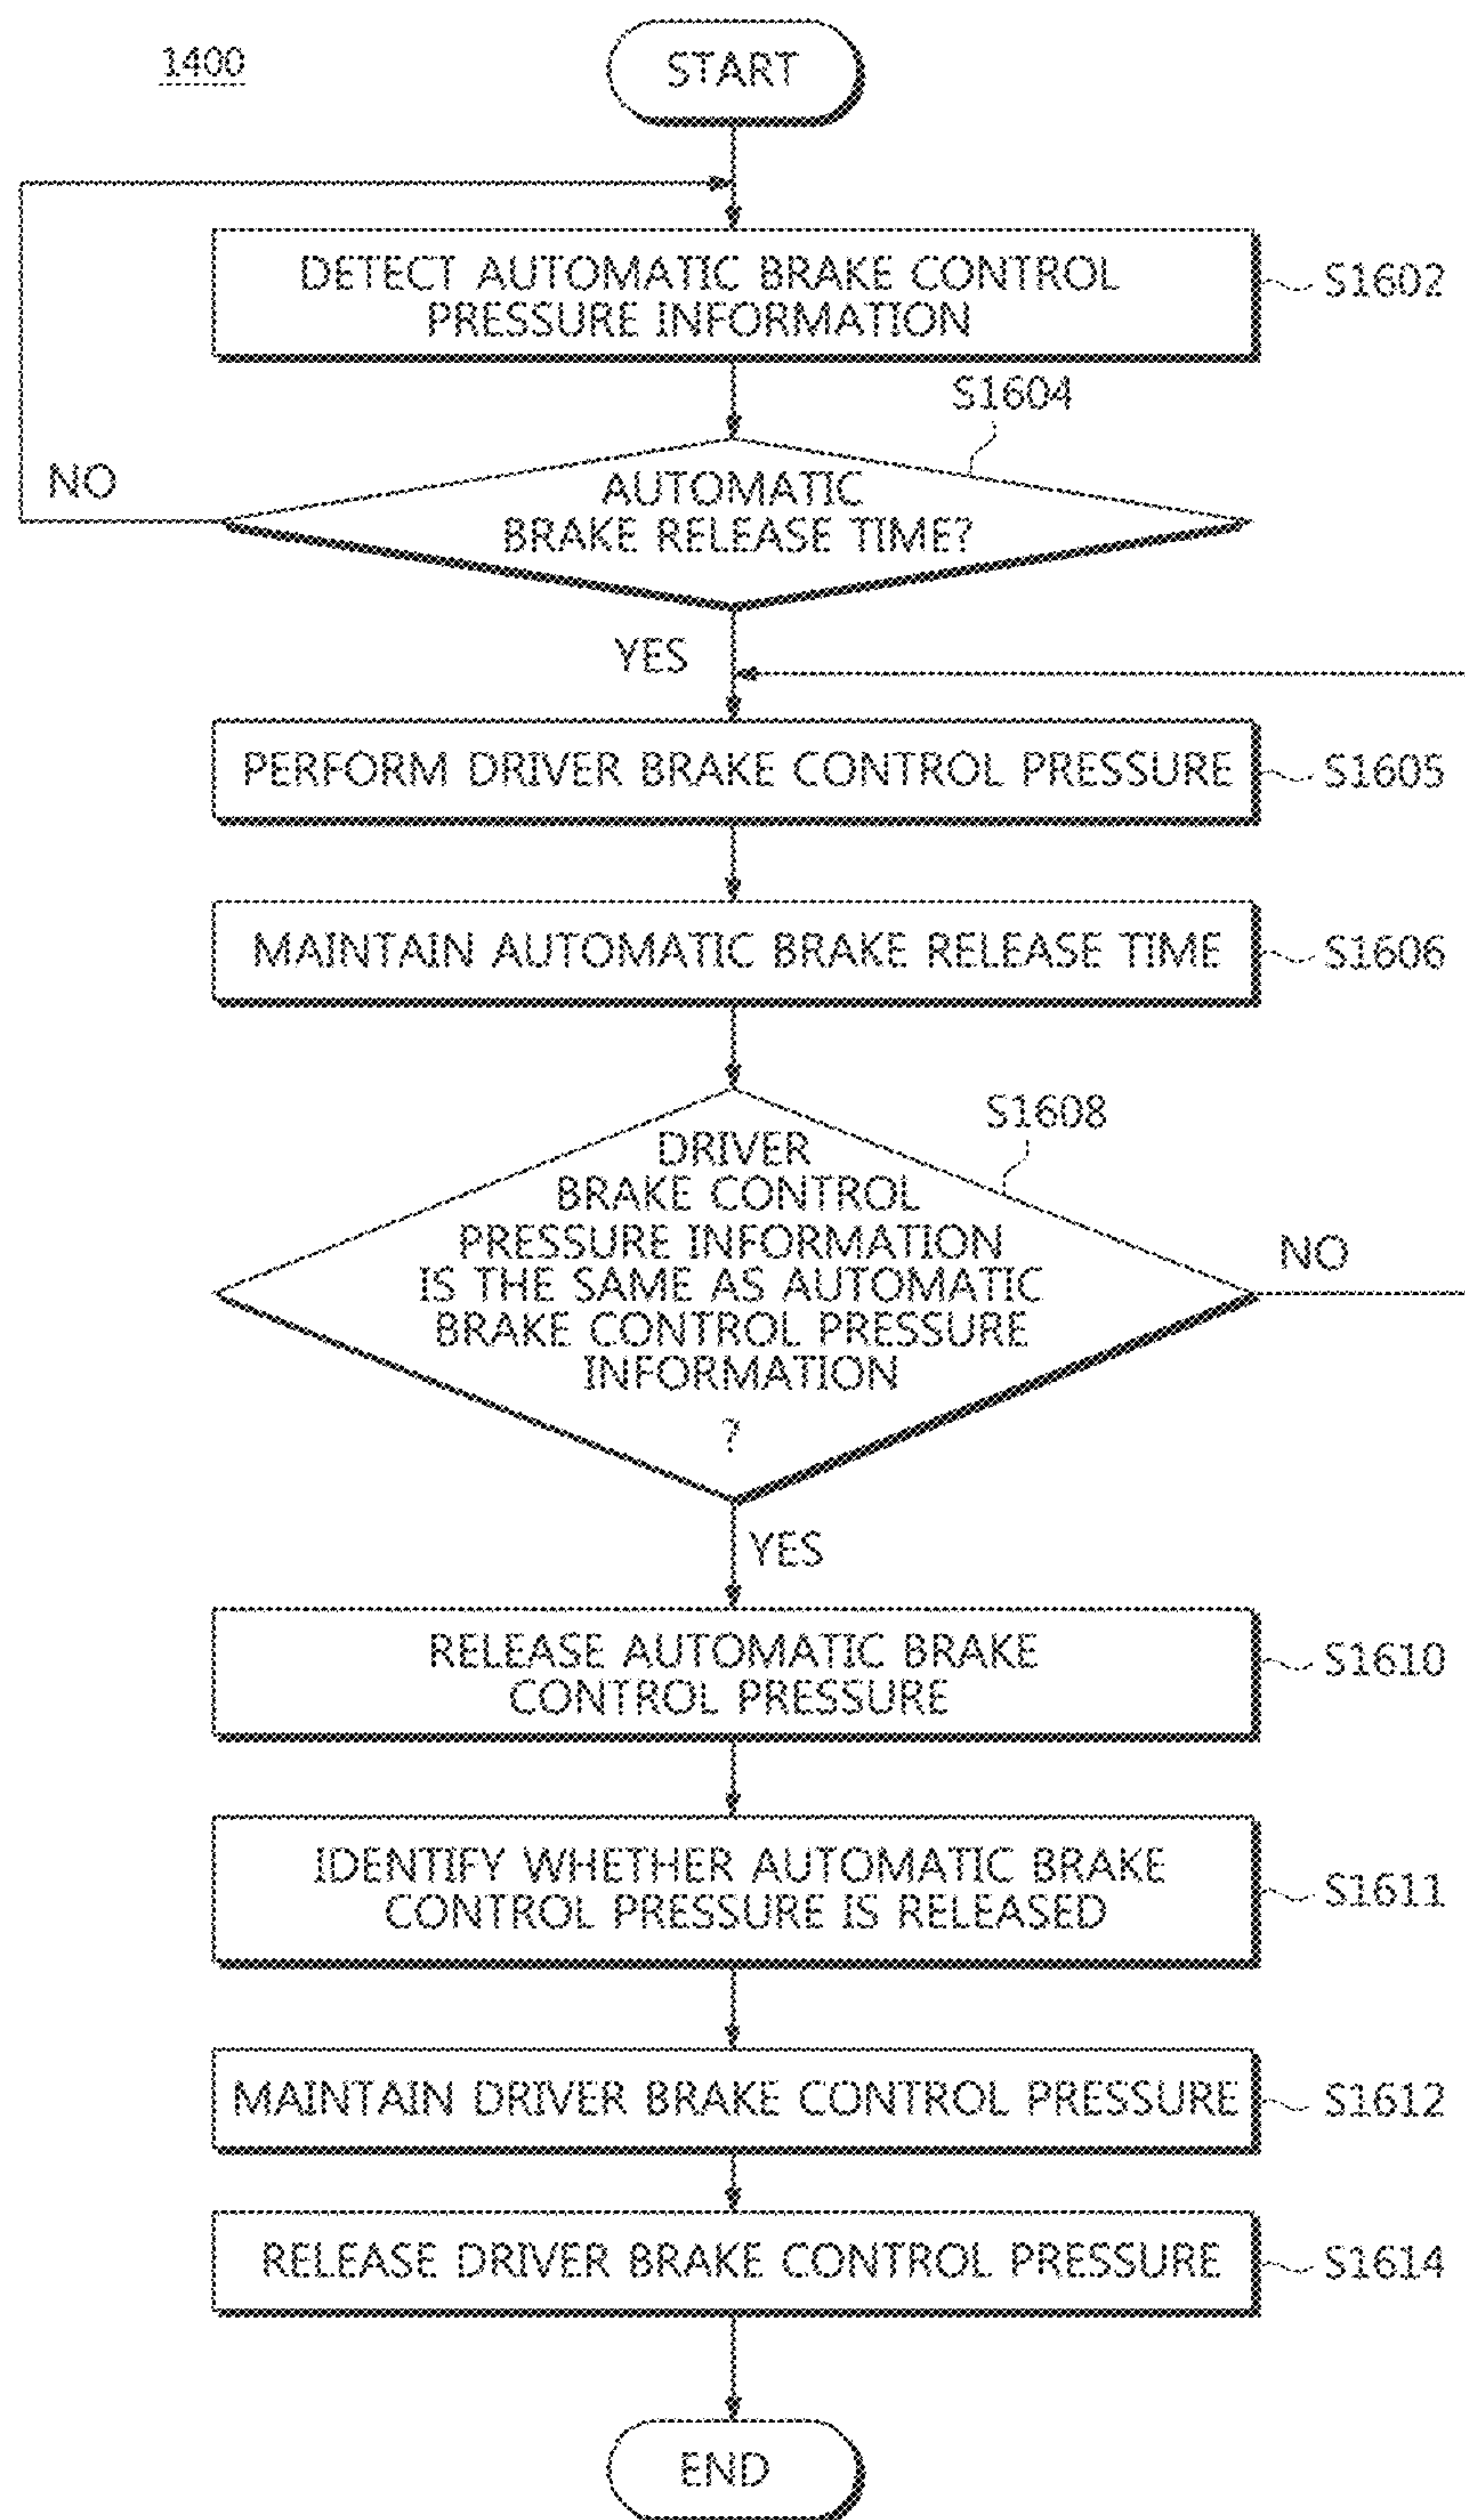 1400
START
DETECT AUTOMATIC BRAKE CONTROL
PRESSURE INFORMATION
S1602
S1604
AUTOMATIC
BRAKE RELEASE TIME?
NO
YES
PERFORM DRIVER BRAKE CONTROL PRESSURE
S1605
MAINTAIN AUTOMATIC BRAKE RELEASE TIME
S1606
S1608
DRIVER
BRAKE CONTROL
PRESSURE INFORMATION
IS THE SAME AS AUTOMATIC
BRAKE CONTROL PRESSURE
INFORMATION
?
NO
YES
RELEASE AUTOMATIC BRAKE
CONTROL PRESSURE
S1610
IDENTIFY WHETHER AUTOMATIC BRAKE
CONTROL PRESSURE IS RELEASED
S1611
MAINTAIN DRIVER BRAKE CONTROL PRESSURE
S1612
RELEASE DRIVER BRAKE CONTROL PRESSURE
S1614
END